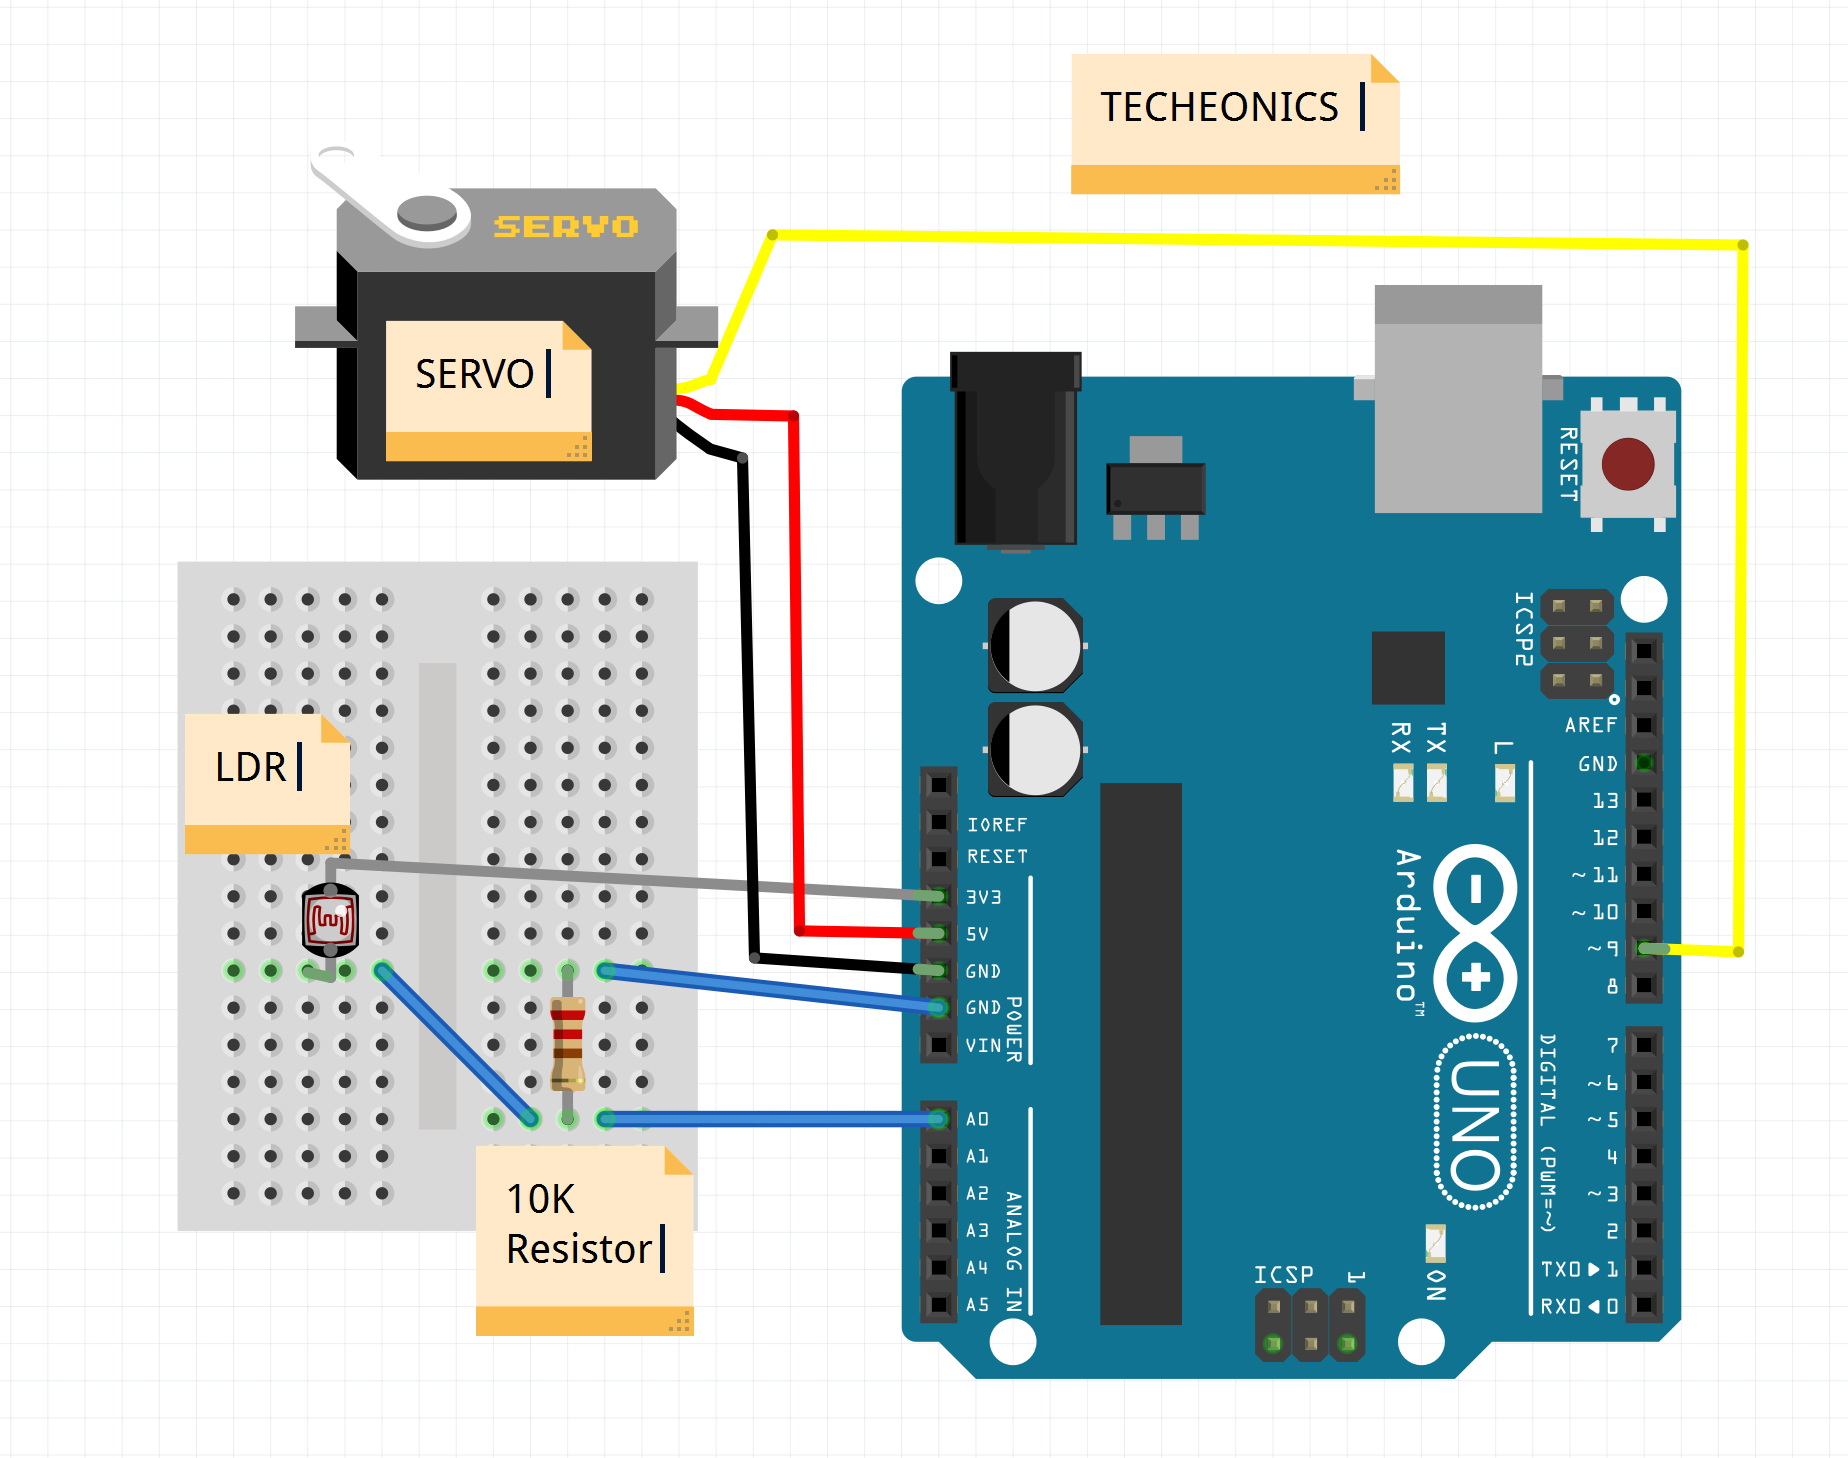 TECHEONICS
SERVO
SERVO
LDR
10K
Resistor
RESET
ICSP2
IOREF
RESET
3V3
5V
GND
GND
VIN
POWER
A0
A1
A2
A3
A4
A5
ANALOG IN
RX
TX
L
Arduino™
UNO
ON
ICSP
1
AREF
GND
13
12
~11
~10
~9
8
7
~6
~5
4
~3
2
TX0▶1
RX0◀0
DIGITAL (PWM=~)